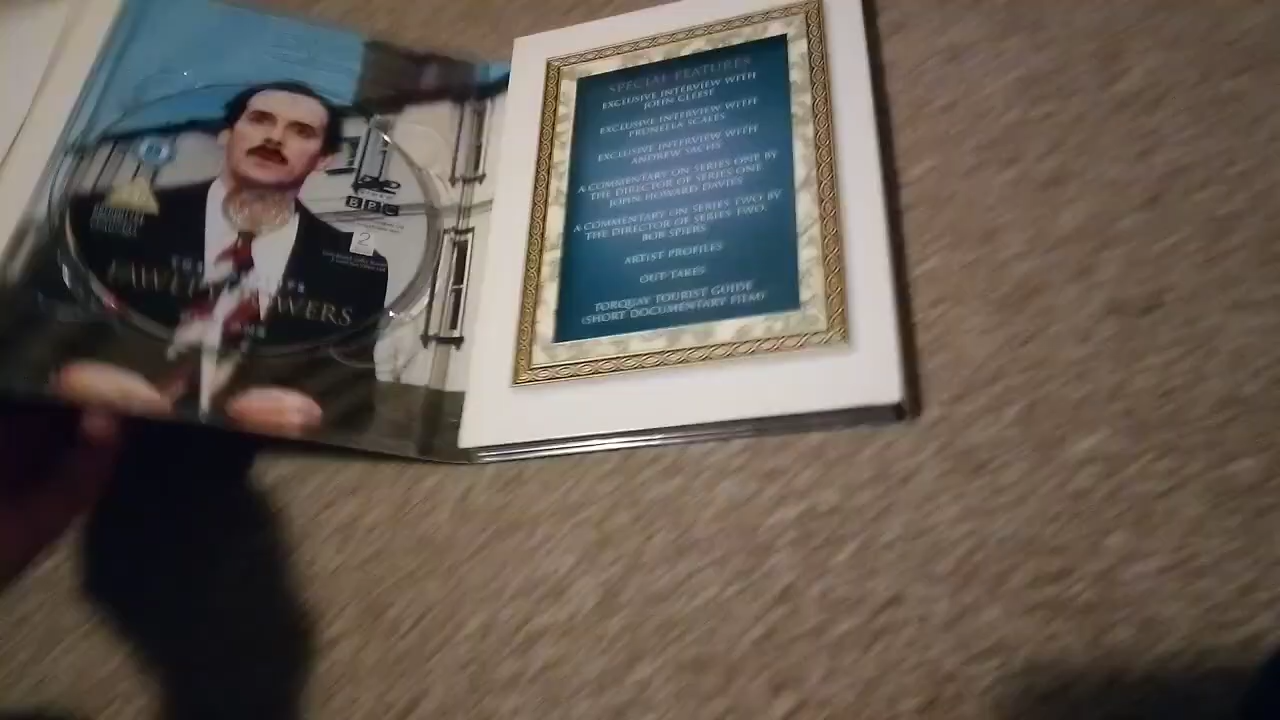 BBC
2
FAWLTY TOWERS
SPECIAL FEATURES
EXCLUSIVE INTERVIEW WITH
JOHN CLEESE
EXCLUSIVE INTERVIEW WITH
PRUNELLA SCALES
EXCLUSIVE INTERVIEW WITH
ANDREW SACHS
A COMMENTARY ON SERIES ONE BY
THE DIRECTOR OF SERIES ONE,
JOHN HOWARD DAVIES
A COMMENTARY ON SERIES TWO BY
THE DIRECTOR OF SERIES TWO,
BOB SPIERS
ARTIST PROFILES
OUT-TAKES
TORQUAY TOURIST GUIDE
(SHORT DOCUMENTARY FILM)